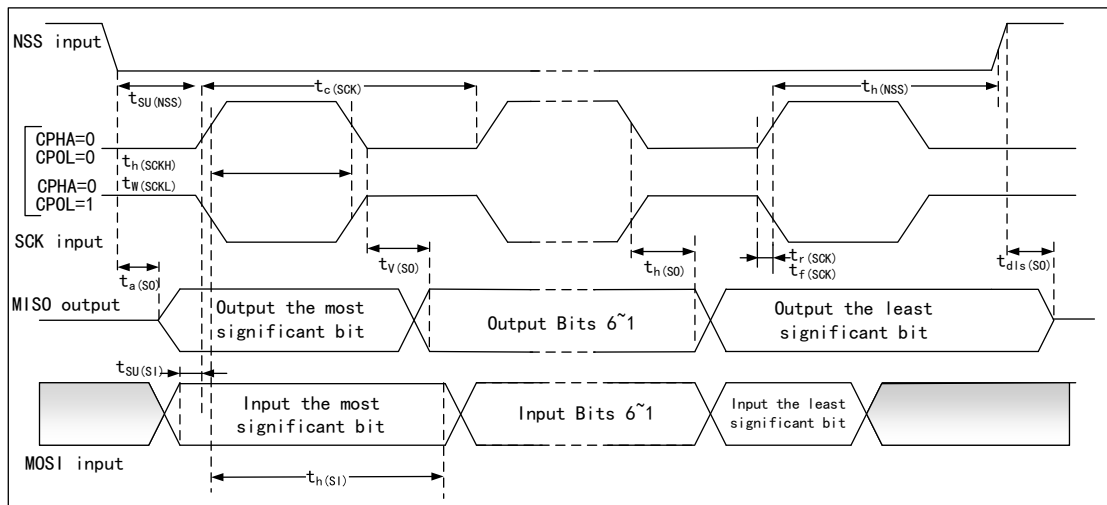 NSS input
tSU(NSS)
tc(SCK)
th(NSS)
CPHA=0
CPOL=0
th(SCKH)
CPHA=0
tW(SCKL)
CPOL=1
SCK input
ta(SO)
tV(SO)
th(SO)
tr(SCK)
tf(SCK)
tdls(SO)
MISO output
Output the most
significant bit
Output Bits 6~1
Output the least
significant bit
tSU(SI)
Input the most
significant bit
Input Bits 6~1
Input the least
significant bit
MOSI input
th(SI)